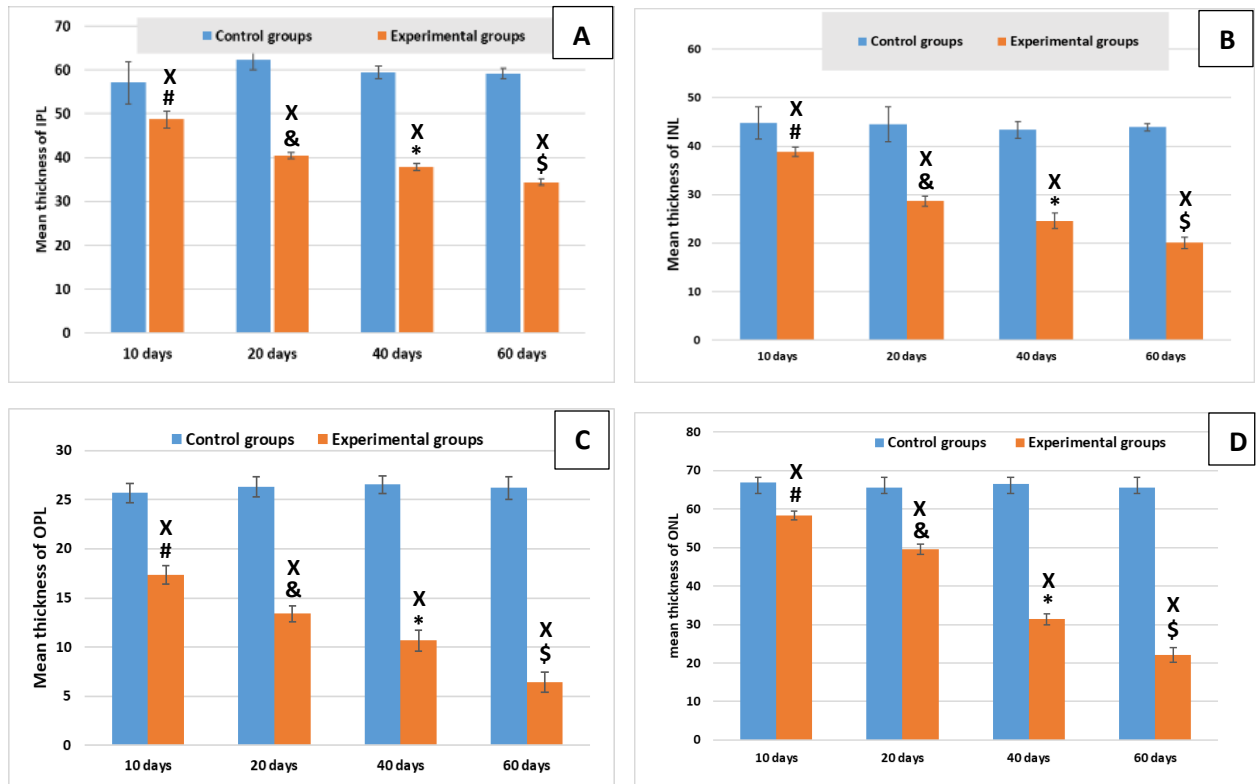 A
Control groups Experimental groups
Mean thickness of IPL
70
60
50
40
30
20
10
0
X
#
X
&
X
*
X
$
10 days 20 days 40 days 60 days
B
Control groups Experimental groups
Mean thickness of INL
60
50
40
30
20
10
0
X
#
X
&
X
*
X
$
10 days 20 days 40 days 60 days
C
Control groups Experimental groups
Mean thickness of OPL
30
25
20
15
10
5
0
X
#
X
&
X
*
X
$
10 days 20 days 40 days 60 days
D
Control groups Experimental groups
mean thickness of ONL
80
70
60
50
40
30
20
10
0
X
#
X
&
X
*
X
$
10 days 20 days 40 days 60 days